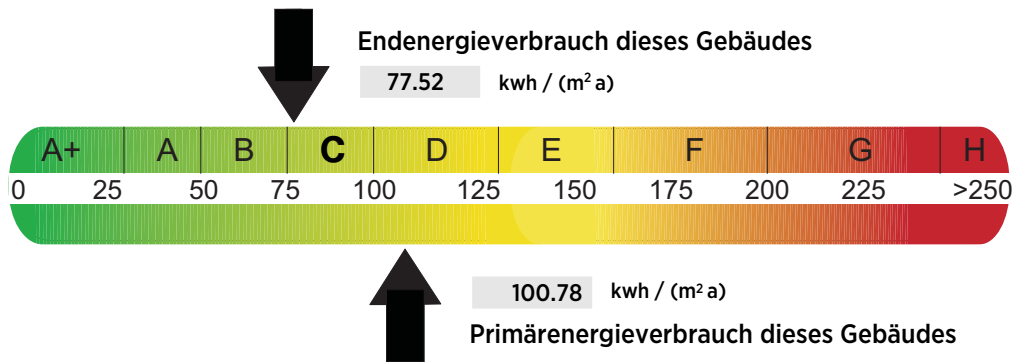 Endenergieverbrauch dieses Gebäudes
77.52 kwh / (m² a)
A+ A B C D E F G H
0 25 50 75 100 125 150 175 200 225 >250
100.78 kwh / (m² a)
Primärenergieverbrauch dieses Gebäudes